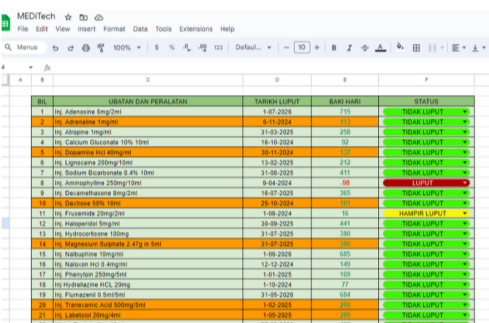 MEDiTech
File Edit View Insert Format Data Tools Extensions Help
Menus 100% $ % .0 .00 123 Defaul... - 10 + B I A
fx
A B C D E F
BIL UBATAN DAN PERALATAN TARIKH LUPUT BAKI HARI STATUS
1 Inj. Adenosine 6mg/2ml 1-07-2026 715 TIDAK LUPUT
2 Inj. Adrenaline 1mg/ml 6-11-2024 113 TIDAK LUPUT
3 Inj. Atropine 1mg/ml 31-03-2025 258 TIDAK LUPUT
4 Inj. Calcium Gluconate 10% 10ml 16-10-2024 92 TIDAK LUPUT
5 Inj. Dopamine Hcl 40mg/ml 30-11-2024 TIDAK LUPUT
6 Inj. Lignocaine 200mg/10ml 13-02-2025 212 TIDAK LUPUT
7 Inj. Sodium Bicarbonate 8.4% 10ml 31-08-2025 411 TIDAK LUPUT
8 Inj. Aminophylline 250mg/10ml 9-04-2024 -98 LUPUT
9 Inj. Dexamethasone 8mg/2ml 16-07-2025 365 TIDAK LUPUT
10 Inj. Dextrose 50% 10ml 25-10-2024 TIDAK LUPUT
11 Inj. Frusemide 20mg/2ml 1-08-2024 16 HAMPIR LUPUT
12 Inj. Haloperidol 5mg/ml 30-09-2025 441 TIDAK LUPUT
13 Inj. Hydrocortisone 100mg 31-07-2025 380 TIDAK LUPUT
14 Inj. Magnesium Sulphate 2.47g in 5ml 31-07-2025 380 TIDAK LUPUT
15 Inj. Nalbuphine 10mg/ml 1-06-2026 685 TIDAK LUPUT
16 Inj. Naloxin Hcl 0.4mg/ml 12-12-2024 149 TIDAK LUPUT
17 Inj. Phenytoin 250mg/5ml 1-01-2025 169 TIDAK LUPUT
18 Inj. Hydrallazine HCL 20mg 1-10-2024 77 TIDAK LUPUT
19 Inj. Flumazenil 0.5ml/5ml 31-05-2026 684 TIDAK LUPUT
20 Inj. Tranexamic Acid 500mg/5ml 1-02-2025 200 TIDAK LUPUT
21 Inj. Labetolol 20mg/4ml 1-05-2025 289 TIDAK LUPUT